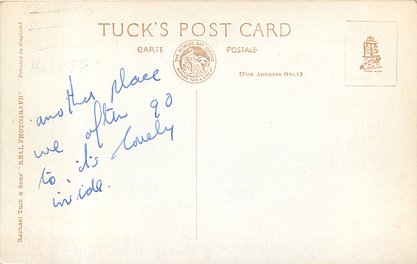 TUCK'S POST CARD
CARTE POSTALE
(FOR ADDRESS ONLY)
HANTS
another place
we often go
to. it's lovely
inside.
Raphael Tuck & Sons' "REAL PHOTOGRAPH"
Printed in England